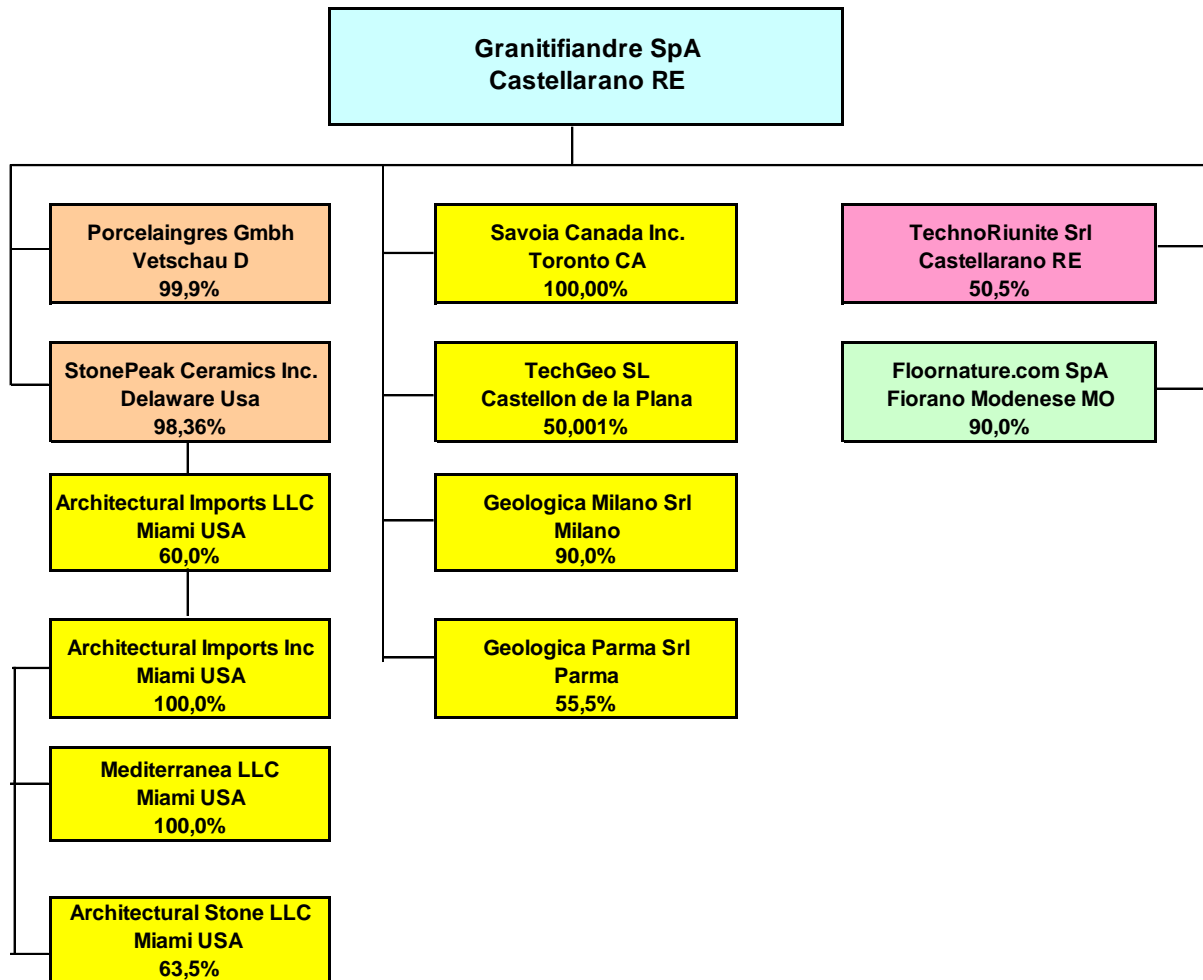 Granitifiandre SpA
Castellarano RE
Porcelaingres Gmbh
Vetschau D
99,9%
Savoia Canada Inc.
Toronto CA
100,00%
TechnoRiunite Srl
Castellarano RE
50,5%
StonePeak Ceramics Inc.
Delaware Usa
98,36%
TechGeo SL
Castellon de la Plana
50,001%
Floornature.com SpA
Fiorano Modenese MO
90,0%
Architectural Imports LLC
Miami USA
60,0%
Geologica Milano Srl
Milano
90,0%
Architectural Imports Inc
Miami USA
100,0%
Geologica Parma Srl
Parma
55,5%
Mediterranea LLC
Miami USA
100,0%
Architectural Stone LLC
Miami USA
63,5%